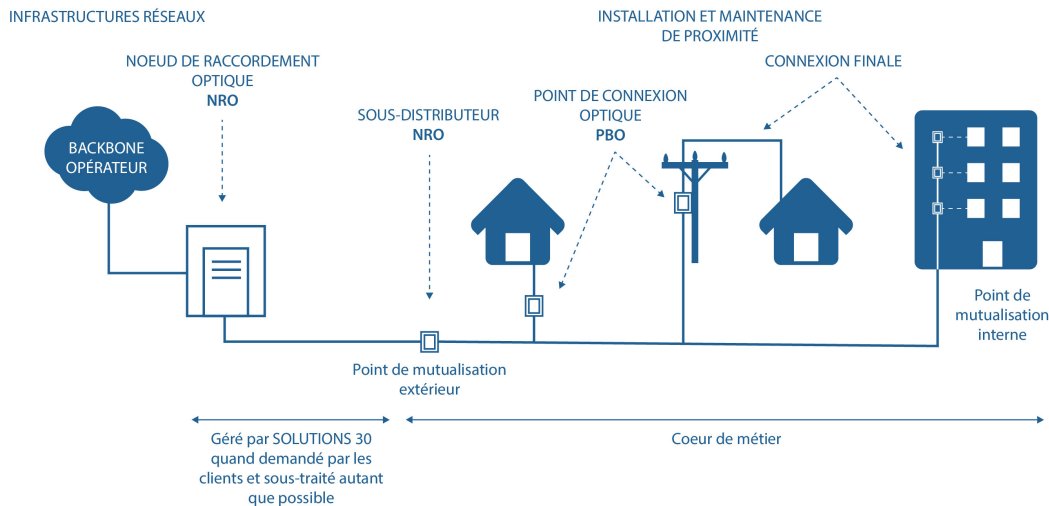 INFRASTRUCTURES RÉSEAUX
INSTALLATION ET MAINTENANCE
DE PROXIMITÉ
NOEUD DE RACCORDEMENT
OPTIQUE
NRO
SOUS-DISTRIBUTEUR
NRO
POINT DE CONNEXION
OPTIQUE
PBO
CONNEXION FINALE
BACKBONE
OPÉRATEUR
Point de
mutualisation
interne
Point de mutualisation
extérieur
Géré par SOLUTIONS 30
quand demandé par les
clients et sous-traité autant
que possible
Coeur de métier